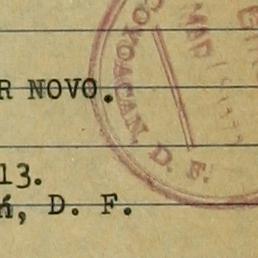 R NOVO.
COYOACAN, D. F.
13.
n, D. F.